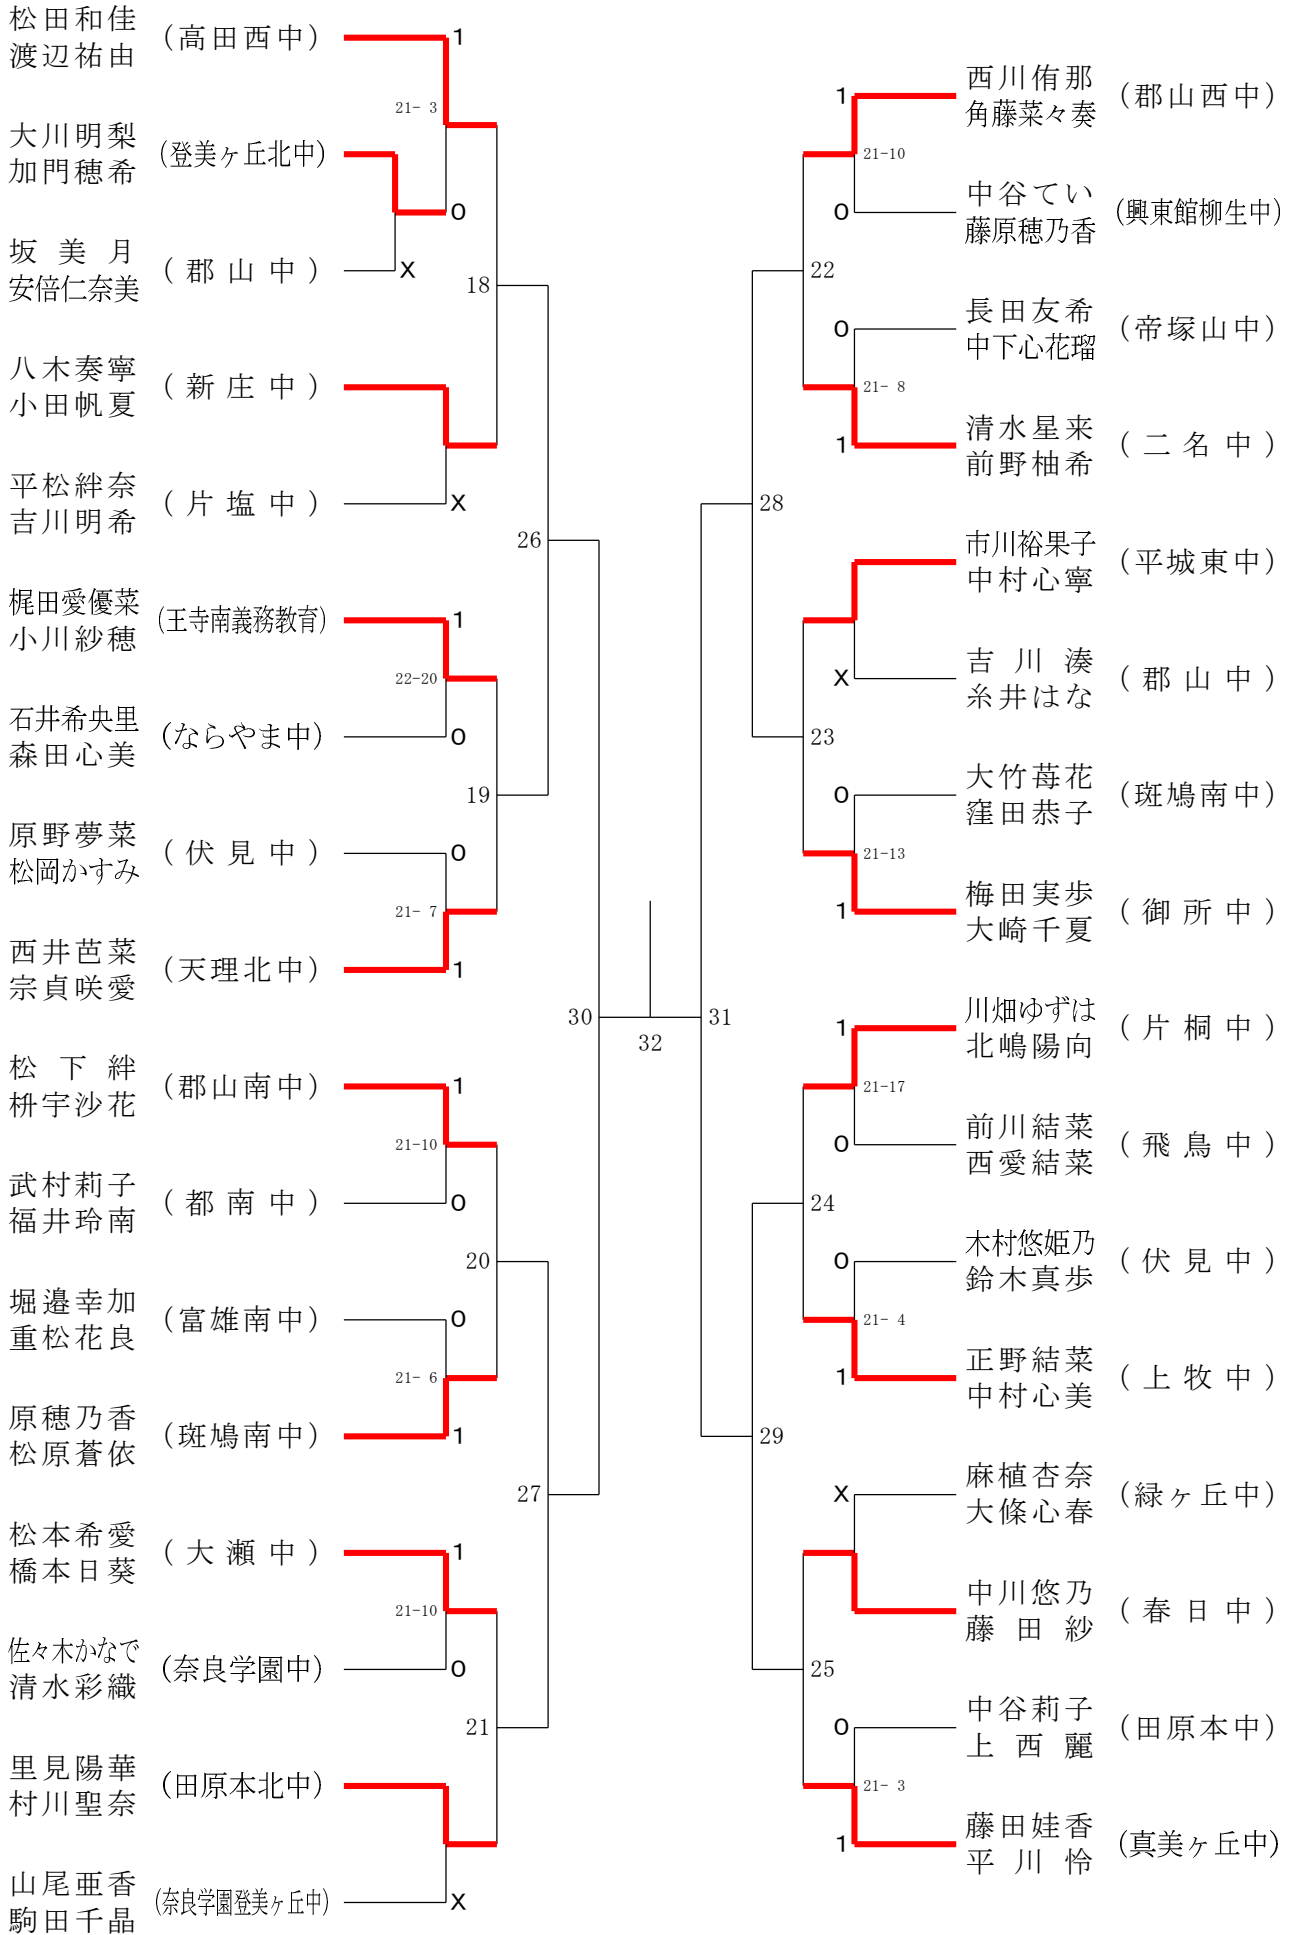 松田和佳
渡辺祐由
(高田西中)
1
21- 3
大川明梨
加門穂希
(登美ヶ丘北中)
0
坂美月
安倍仁奈美
(郡山中)
X
18
八木奏寧
小田帆夏
(新庄中)
平松絆奈
吉川明希
(片塩中)
X
26
梶田愛優菜
小川紗穂
(王寺南義務教育)
1
22-20
石井希央里
森田心美
(ならやま中)
0
19
原野夢菜
松岡かすみ
(伏見中)
0
21- 7
西井芭菜
宗貞咲愛
(天理北中)
1
30
32
31
松下絆
枡宇沙花
(郡山南中)
1
21-10
武村莉子
福井玲南
(都南中)
0
20
堀邉幸加
重松花良
(富雄南中)
0
21- 6
原穂乃香
松原蒼依
(斑鳩南中)
1
27
松本希愛
橋本日葵
(大瀬中)
1
21-10
佐々木かなで
清水彩織
(奈良学園中)
0
21
里見陽華
村川聖奈
(田原本北中)
山尾亜香
駒田千晶
(奈良学園登美ヶ丘中)
X
1
西川侑那
角藤菜々奏
(郡山西中)
21-10
0
中谷てい
藤原穂乃香
(興東館柳生中)
22
0
長田友希
中下心花瑠
(帝塚山中)
21- 8
1
清水星来
前野柚希
(二名中)
28
市川裕果子
中村心寧
(平城東中)
X
吉川湊
糸井はな
(郡山中)
23
0
大竹苺花
窪田恭子
(斑鳩南中)
21-13
1
梅田実歩
大崎千夏
(御所中)
1
川畑ゆずは
北嶋陽向
(片桐中)
21-17
0
前川結菜
西愛結菜
(飛鳥中)
24
0
木村悠姫乃
鈴木真歩
(伏見中)
21- 4
1
正野結菜
中村心美
(上牧中)
29
X
麻植杏奈
大條心春
(緑ヶ丘中)
中川悠乃
藤田紗
(春日中)
25
0
中谷莉子
上西麗
(田原本中)
21- 3
1
藤田娃香
平川怜
(真美ヶ丘中)